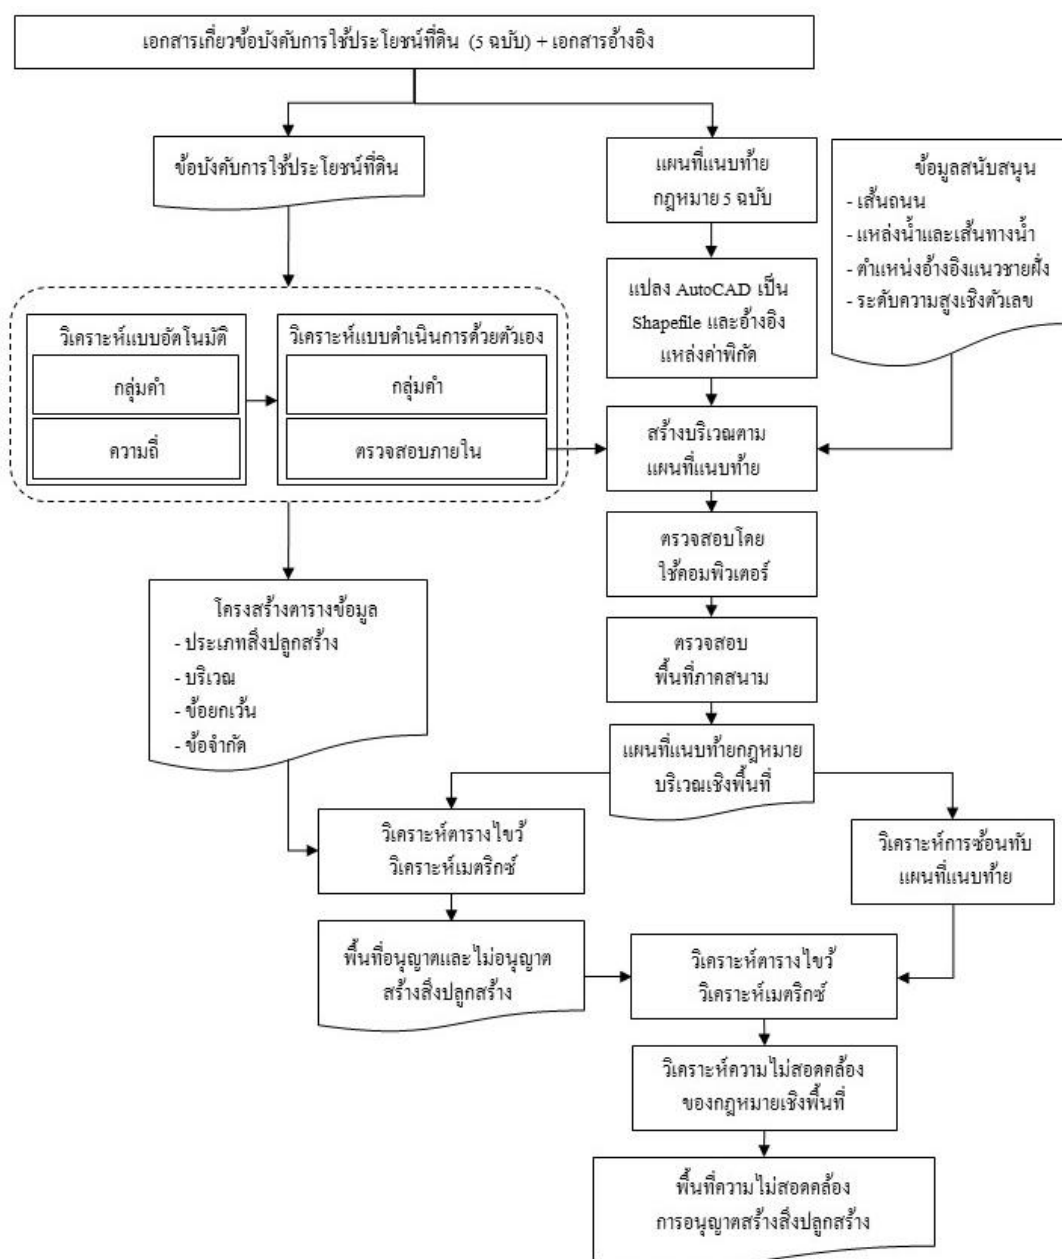 เอกสารเกี่ยวข้อบังคับการใช้ประโยชน์ที่ดิน (5 ฉบับ) + เอกสารอ้างอิง
ข้อบังคับการใช้ประโยชน์ที่ดิน
แผนที่แนบท้าย
กฎหมาย 5 ฉบับ
ข้อมูลสนับสนุน
- เส้นถนน
- แหล่งน้ำและเส้นทางน้ำ
- ตำแหน่งอ้างอิงแนวชายฝั่ง
- ระดับความสูงเชิงตัวเลข
แปลง AutoCAD เป็น
Shapefile และอ้างอิง
แหล่งค่าพิกัด
วิเคราะห์แบบอัตโนมัติ
กลุ่มคำ
ความถี่
วิเคราะห์แบบดำเนินการด้วยตัวเอง
กลุ่มคำ
ตรวจสอบภายใน
สร้างบริเวณตาม
แผนที่แนบท้าย
ตรวจสอบโดย
ใช้คอมพิวเตอร์
โครงสร้างตารางข้อมูล
- ประเภทสิ่งปลูกสร้าง
- บริเวณ
- ข้อยกเว้น
- ข้อจำกัด
ตรวจสอบ
พื้นที่ภาคสนาม
แผนที่แนบท้ายกฎหมาย
บริเวณเชิงพื้นที่
วิเคราะห์ตารางไขว้
วิเคราะห์เมตริกซ์
วิเคราะห์การซ้อนทับ
แผนที่แนบท้าย
พื้นที่อนุญาตและไม่อนุญาต
สร้างสิ่งปลูกสร้าง
วิเคราะห์ตารางไขว้
วิเคราะห์เมตริกซ์
วิเคราะห์ความไม่สอดคล้อง
ของกฎหมายเชิงพื้นที่
พื้นที่ความไม่สอดคล้อง
การอนุญาตสร้างสิ่งปลูกสร้าง